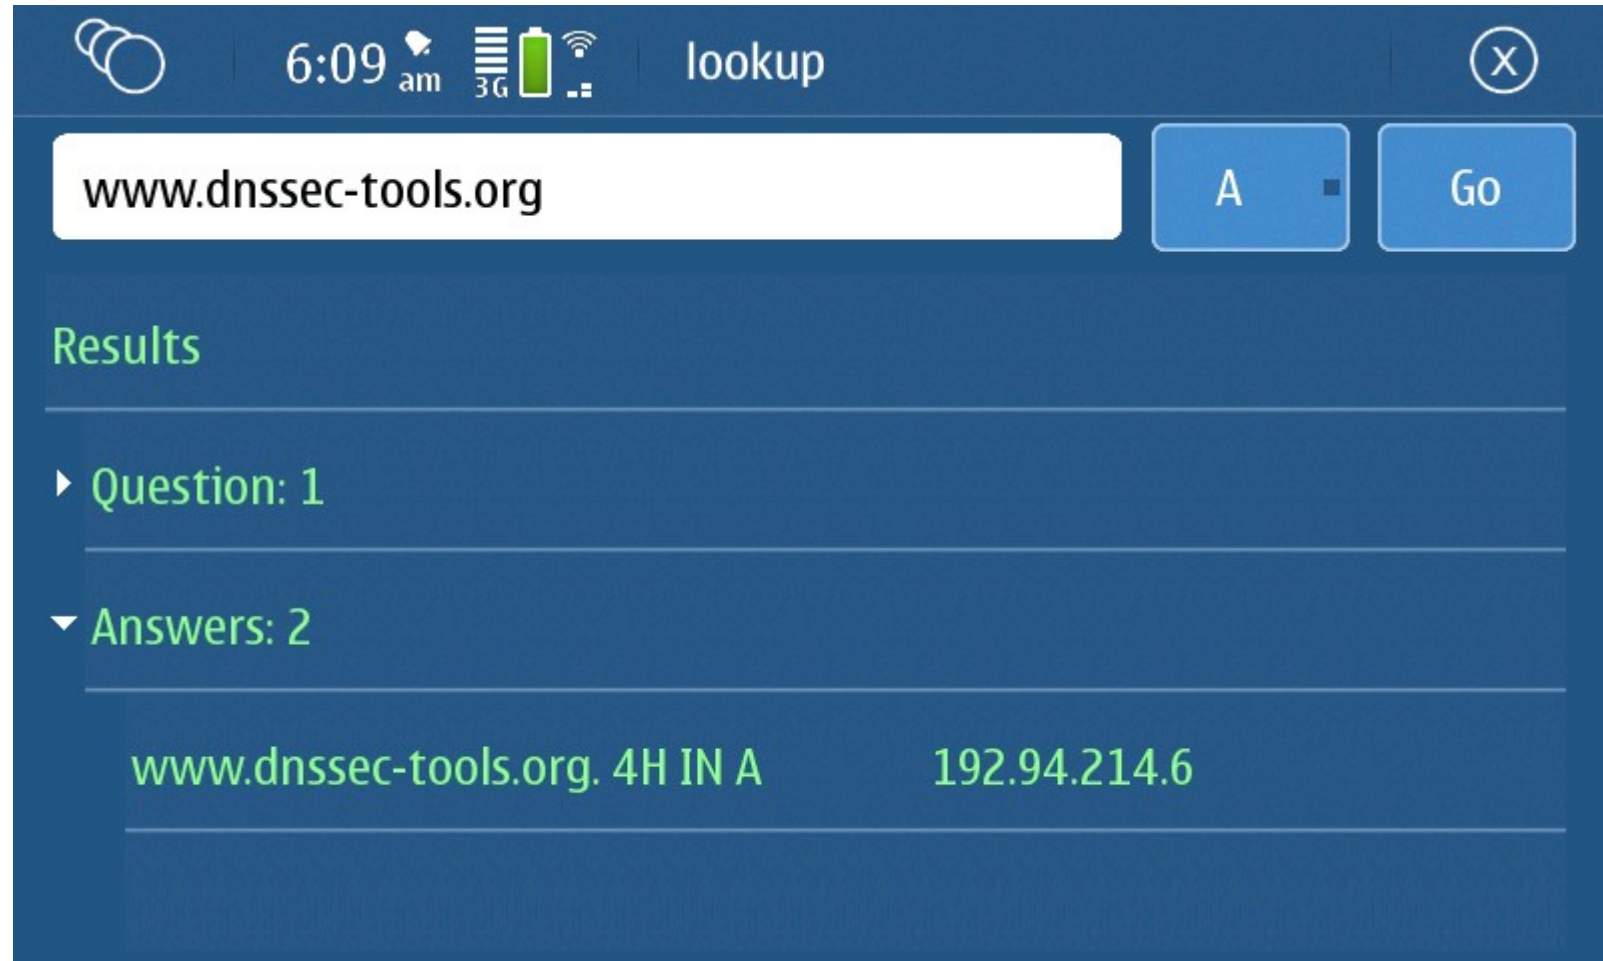 6:09 am 3G lookup X
www.dnssec-tools.org A Go
Results
Question: 1
Answers: 2
www.dnssec-tools.org. 4H IN A 192.94.214.6